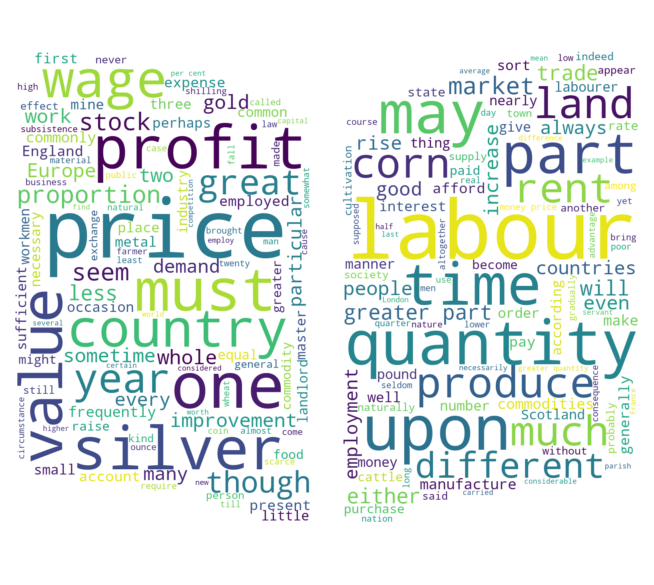 first
never
per cent
high
wage
expense
shilling
effect
mine
three
gold
called
subsistence
work
stock
perhaps
common
law
capital
commonly
England
material
case
profit
fall
made
somewhat
Europe
business
public
two
industry
competition
great
proportion
find
natural
employed
workmen
necessary
exchange
place
brought
man
cause
price
metal
farmer
least
employ
twenty
particular
seem
demand
greater
sufficient
less
occasion
must
several
world
country
master
might
sometime
whole
equal
certain
considered
general
commodity
landlord
value
year
one
wheat
still
every
frequently
worth
improvement
circumstance
higher
raise
coin
almost
come
kind
ounce
silver
food
scarce
small
account
many
new
require
though
person
till
present
little
mean
low
indeed
average
sort
appear
state
market
trade
labourer
may
land
course
nearly
day
town
give
always
rate
rise
thing
increase
difference
part
corn
supply
paid
real
example
cultivation
good
afford
rent
among
interest
money price
another
yet
supposed
half
last
altogether
labour
advantage
bring
poor
manner
become
countries
society
men
use
time
people
London
will
even
gradually
according
greater part
order
servant
quarter
nature
lower
pay
make
quantity
necessarily
greater quantity
seldom
pound
produce
consequence
France
employment
well
naturally
number
commodities
Scotland
probably
generally
upon
much
money
cattle
long
different
without
parish
either
said
manufacture
carried
considerable
purchase
nation